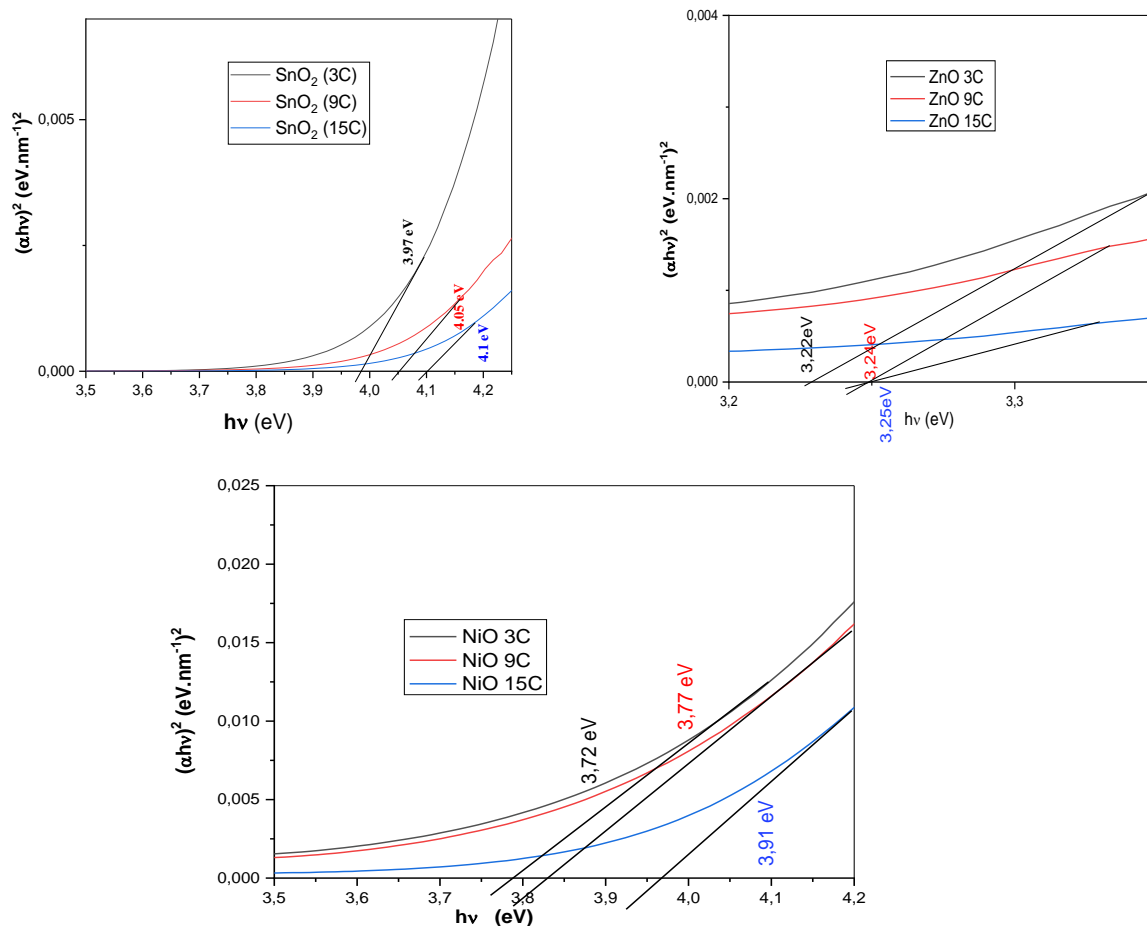 (αhν)² (eV.nm⁻¹)²
0,005
0,000
SnO₂ (3C)
SnO₂ (9C)
SnO₂ (15C)
3.97 eV
4.05 eV
4.1 eV
3,5 3,6 3,7 3,8 3,9 4,0 4,1 4,2
hν (eV)
(αhν)² (eV.nm⁻¹)²
0,004
0,002
0,000
ZnO 3C
ZnO 9C
ZnO 15C
3,22eV
3,24eV
3,25eV
3,2 3,3
hν (eV)
(αhν)² (eV.nm⁻¹)²
0,025
0,020
0,015
0,010
0,005
0,000
NiO 3C
NiO 9C
NiO 15C
3,72 eV
3,77 eV
3,91 eV
3,5 3,6 3,7 3,8 3,9 4,0 4,1 4,2
hν (eV)